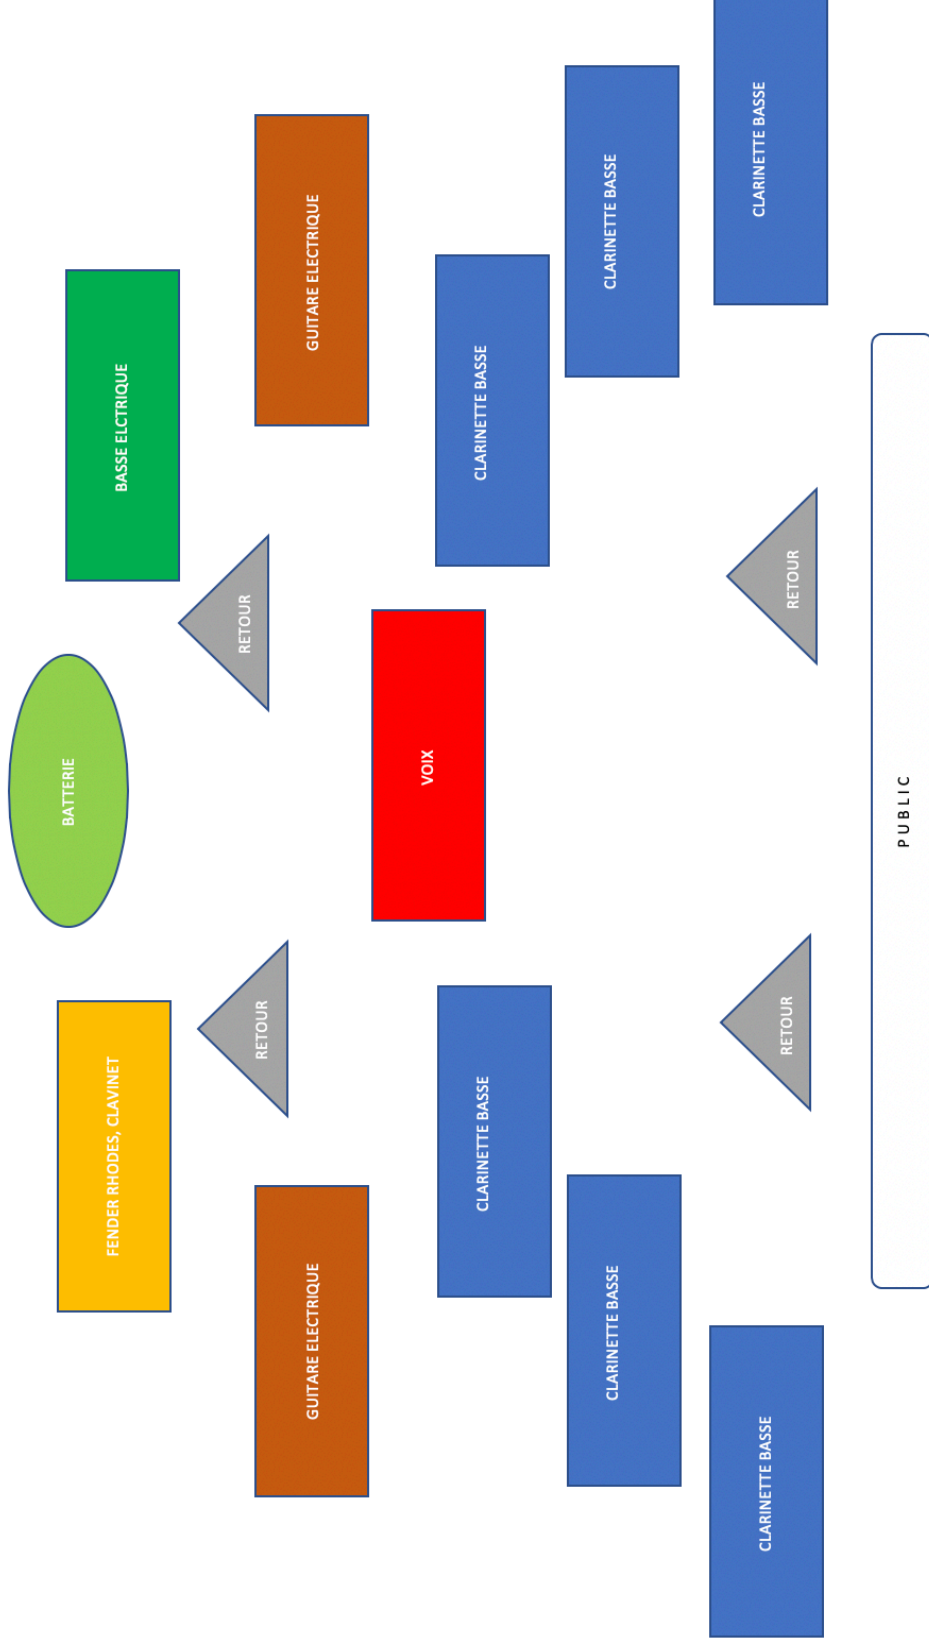 BATTERIE
FENDER RHODES, CLAVINET
BASSE ELCTRIQUE
RETOUR
RETOUR
GUITARE ELECTRIQUE
GUITARE ELECTRIQUE
VOIX
CLARINETTE BASSE
CLARINETTE BASSE
CLARINETTE BASSE
CLARINETTE BASSE
CLARINETTE BASSE
CLARINETTE BASSE
RETOUR
RETOUR
PUBLIC